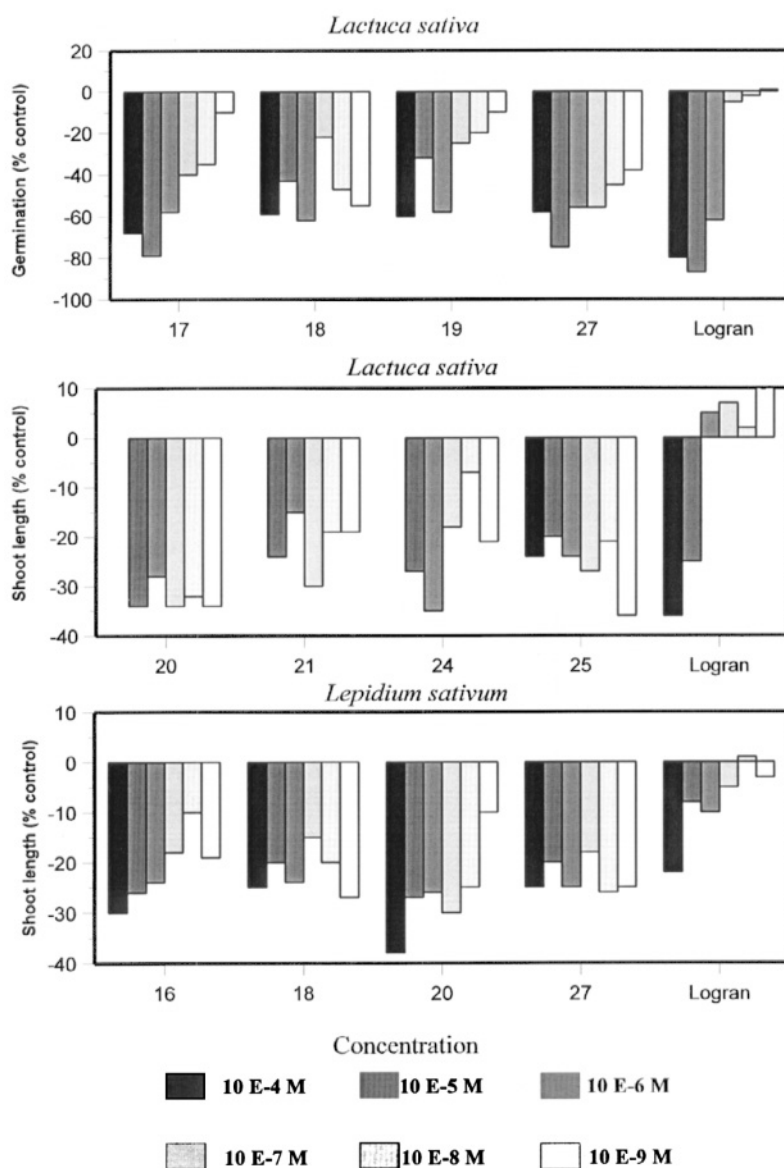 Lactuca sativa
20
0
-20
-40
-60
-80
-100
Germination (% control)
17 18 19 27 Logran
Lactuca sativa
10
0
-10
-20
-30
-40
Shoot length (% control)
20 21 24 25 Logran
Lepidium sativum
10
0
-10
-20
-30
-40
Shoot length (% control)
16 18 20 27 Logran
Concentration
10 E-4 M 10 E-5 M 10 E-6 M
10 E-7 M 10 E-8 M 10 E-9 M